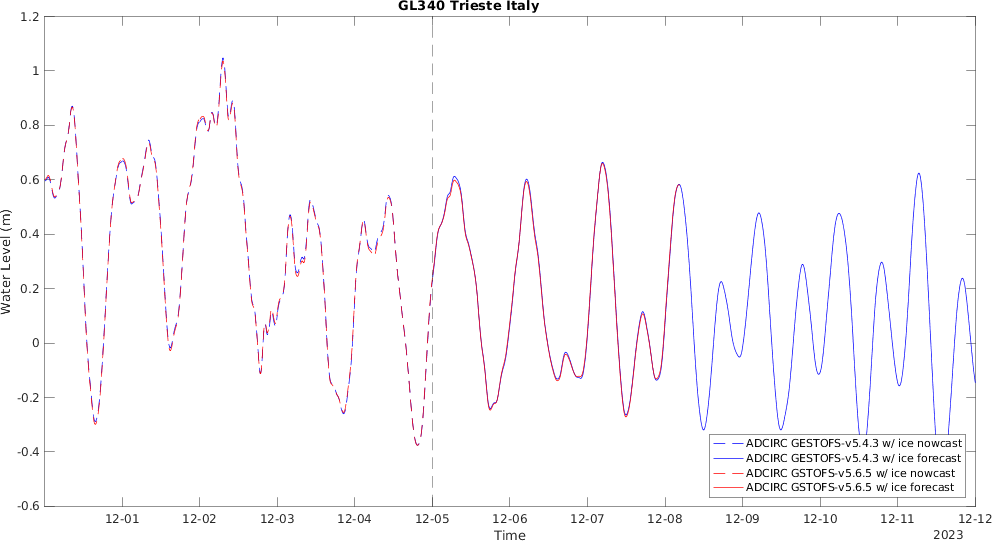 GL340 Trieste Italy
1.2
1
0.8
0.6
0.4
0.2
0
-0.2
-0.4
-0.6
Water Level (m)
ADCIRC GESTOFS-v5.4.3 w/ ice nowcast
ADCIRC GESTOFS-v5.4.3 w/ ice forecast
ADCIRC GSTOFS-v5.6.5 w/ ice nowcast
ADCIRC GSTOFS-v5.6.5 w/ ice forecast
12-01 12-02 12-03 12-04 12-05 12-06 12-07 12-08 12-09 12-10 12-11 12-12
Time
2023